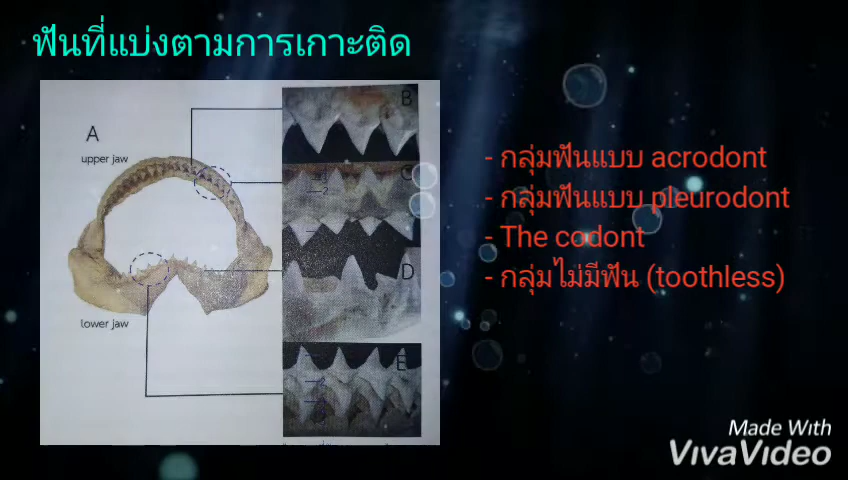 ฟันที่แบ่งตามการเกาะติด
A
upper jaw
lower jaw
B
C
2
D
E
- กลุ่มฟันแบบ acrodont
- กลุ่มฟันแบบ pleurodont
- The codont
- กลุ่มไม่มีฟัน (toothless)
Made With
VivaVideo